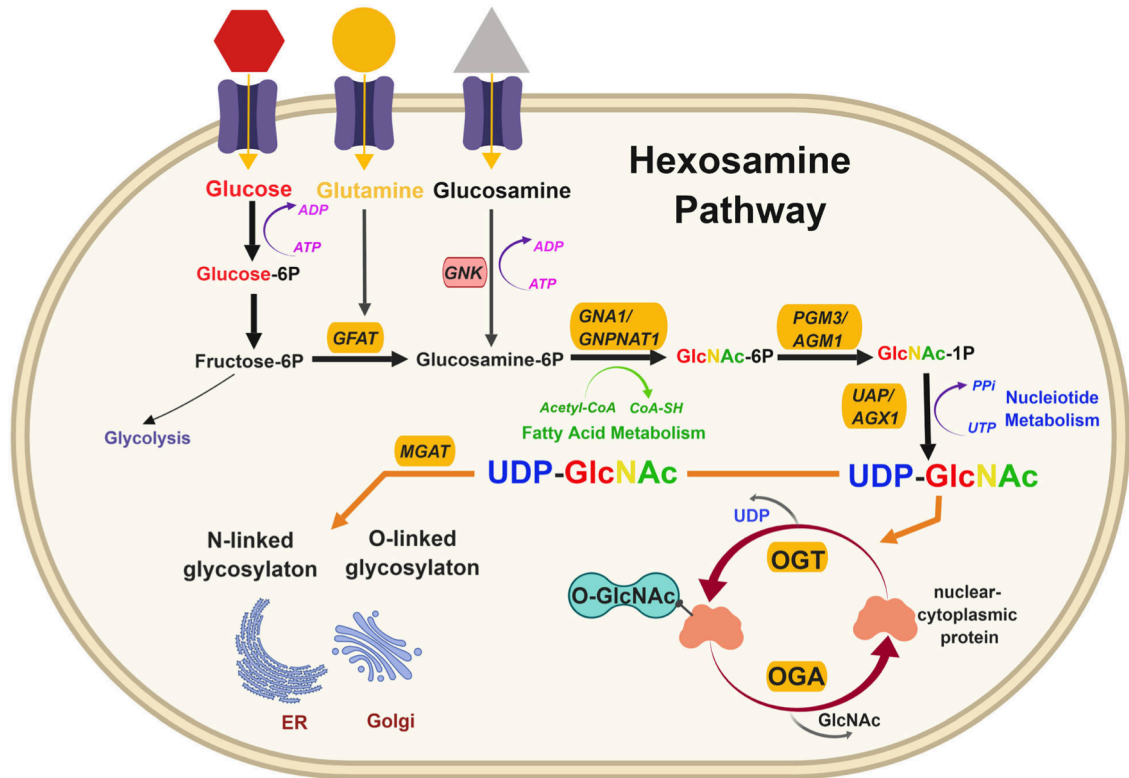 Hexosamine
Pathway
Glucose
Glutamine
Glucosamine
ADP
ATP
Glucose-6P
GNK
ADP
ATP
Fructose-6P
GFAT
Glucosamine-6P
GNA1/
GNPNAT1
GlcNAc-6P
PGM3/
AGM1
GlcNAc-1P
Glycolysis
Acetyl-CoA
CoA-SH
Fatty Acid Metabolism
UAP/
AGX1
PPi
UTP
Nucleiotide
Metabolism
MGAT
UDP-GlcNAc
UDP-GlcNAc
N-linked
glycosylaton
O-linked
glycosylaton
ER
Golgi
UDP
OGT
O-GlcNAc
nuclear-
cytoplasmic
protein
OGA
GlcNAc